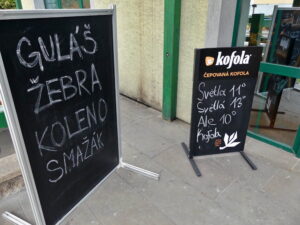 GULÁŠ
ŽEBRA
KOLENO
SMAŽÁK
kofola
ČEPOVANÁ KOFOLA
Světlá 11°
Světlá 13°
Ale 10°
Kofola